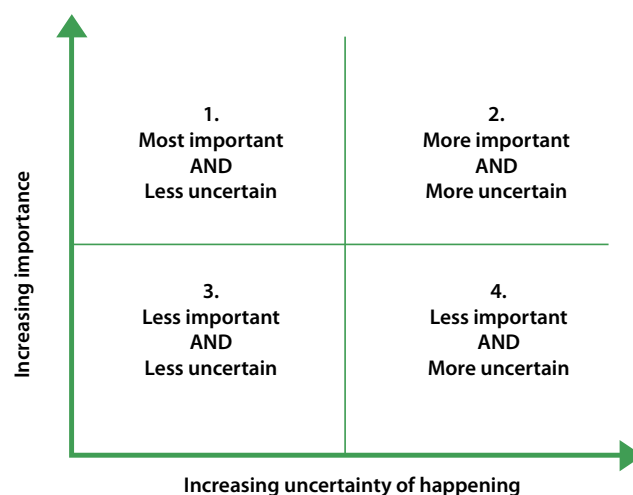 1.
Most important
AND
Less uncertain
2.
More important
AND
More uncertain
3.
Less important
AND
Less uncertain
4.
Less important
AND
More uncertain
Increasing importance
Increasing uncertainty of happening